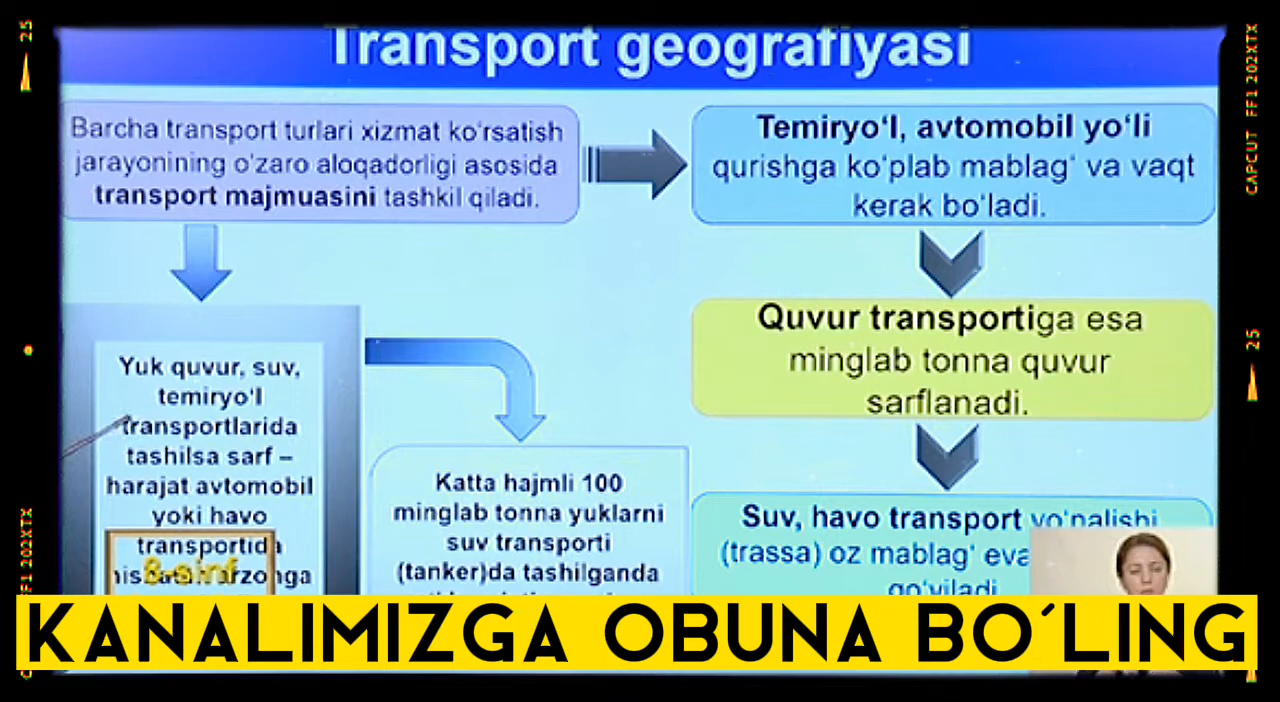 Transport geografiyasi
Barcha transport turlari xizmat ko‘rsatish
jarayonining o‘zaro aloqadorligi asosida
transport majmuasini tashkil qiladi.
Temiryo‘l, avtomobil yo‘li
qurishga ko‘plab mablag‘ va vaqt
kerak bo‘ladi.
Quvur transportiga esa
minglab tonna quvur
sarflanadi.
Yuk quvur, suv,
temiryo‘l
transportlarida
tashilsa sarf –
harajat avtomobil
yoki havo
transportida
8-sinf
Katta hajmli 100
minglab tonna yuklarni
suv transporti
(tanker)da tashilganda
Suv, havo transport yo‘nalishi
(trassa) oz mablag‘
qo‘yiladi
KANALIMIZGA OBUNA BO´LING
25
CAPCUT FF1 202XTX
25